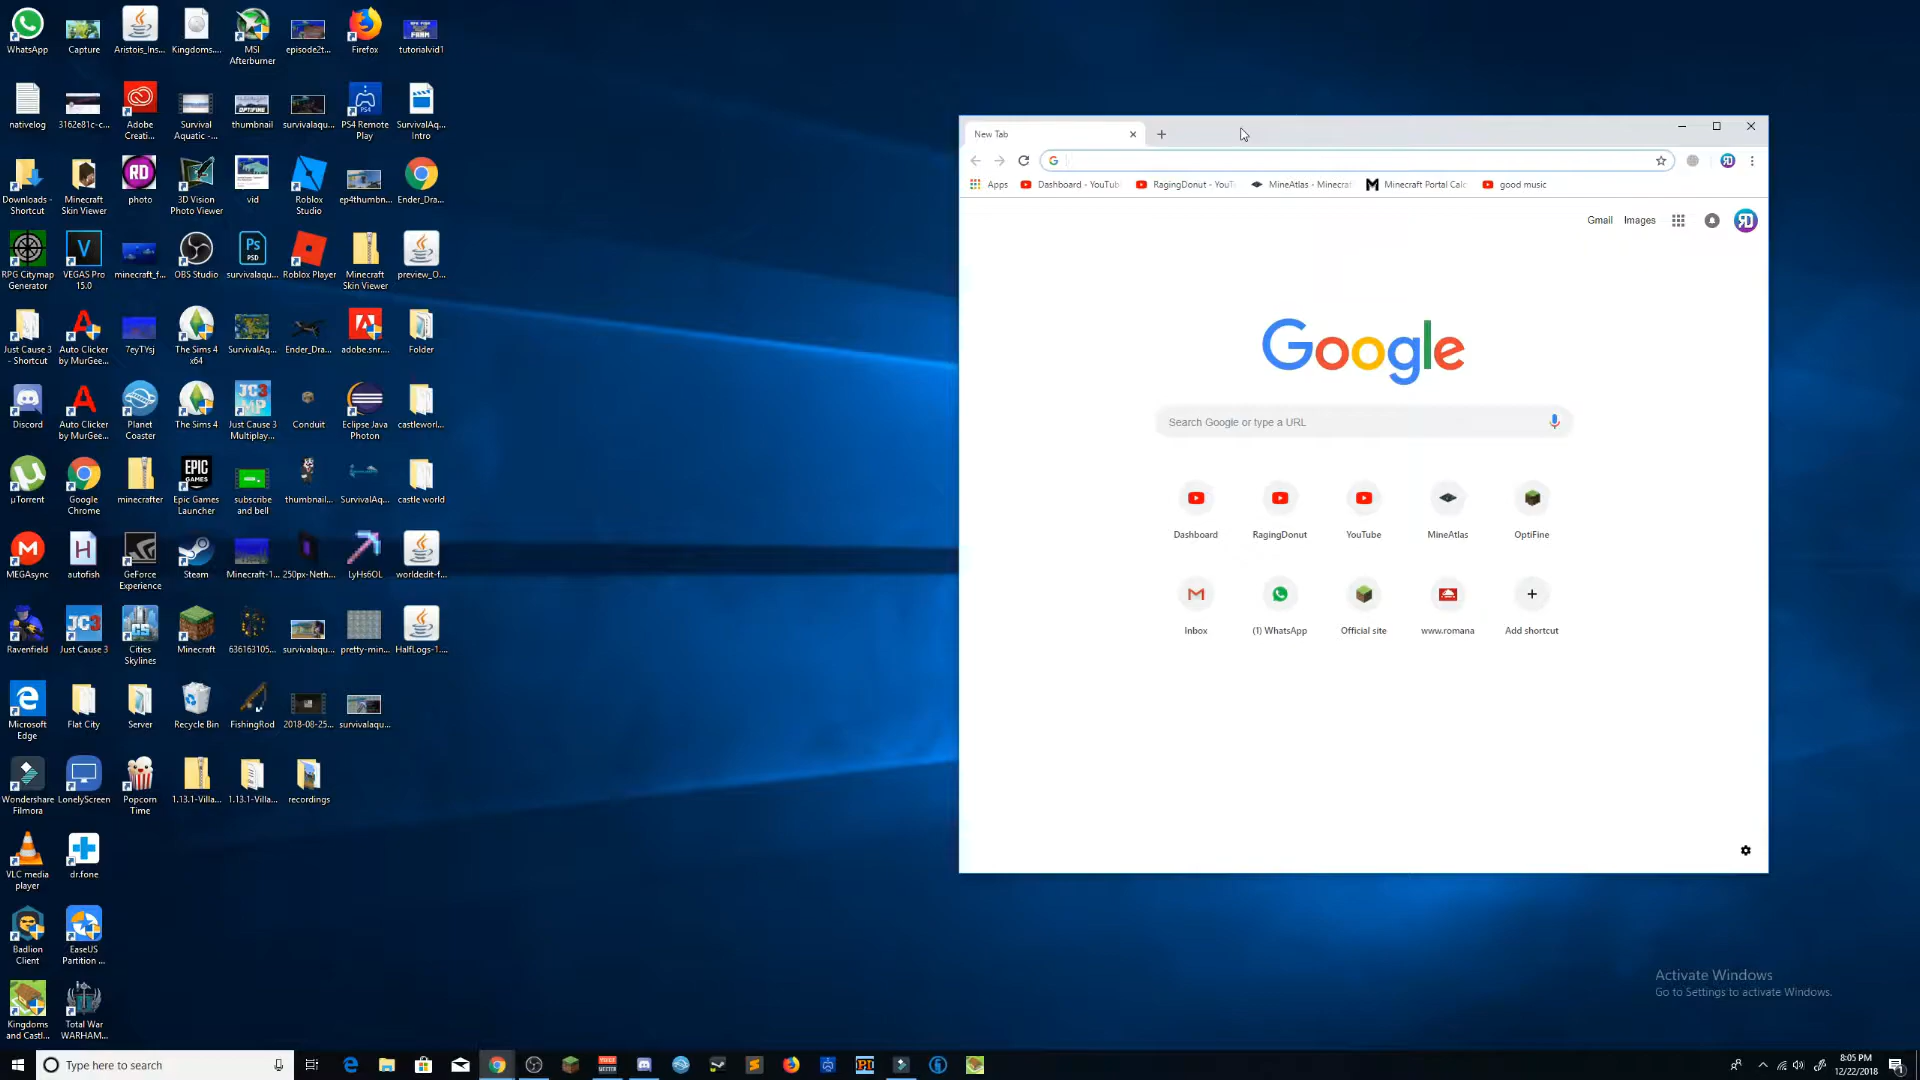 WhatsApp
Capture
Aristois_Ins...
Kingdoms....
MSI
Afterburner
episode2t...
Firefox
tutorialvid1
nativelog
3162e81c-c...
Adobe
Creati...
Survival
Aquatic -...
thumbnail
survivalaqu...
PS4 Remote
Play
SurvivalAq...
Intro
Downloads -
Shortcut
Minecraft
Skin Viewer
photo
3D Vision
Photo Viewer
vid
Roblox
Studio
ep4thumbn...
Ender_Dra...
RPG Citymap
Generator
VEGAS Pro
15.0
minecraft_f...
OBS Studio
survivalaqu...
Roblox Player
Minecraft
Skin Viewer
preview_O...
Just Cause 3
- Shortcut
Auto Clicker
by MurGee...
7eyTYsj
The Sims 4
x64
SurvivalAq...
Ender_Dra...
adobe.snr....
Folder
Discord
Auto Clicker
by MurGee...
Planet
Coaster
The Sims 4
Just Cause 3
Multiplay...
Conduit
Eclipse Java
Photon
castleworl...
µTorrent
Google
Chrome
minecrafter
Epic Games
Launcher
subscribe
and bell
thumbnail...
SurvivalAq...
castle world
MEGAsync
autofish
GeForce
Experience
Steam
Minecraft-1...
250px-Neth...
LyHs6OL
worldedit-f...
Ravenfield
Just Cause 3
Cities
Skylines
Minecraft
636163105...
survivalaqu...
pretty-min...
HalfLogs-1....
Microsoft
Edge
Flat City
Server
Recycle Bin
FishingRod
2018-08-25...
survivalaqu...
Wondershare
Filmora
LonelyScreen
Popcorn
Time
1.13.1-Villa...
1.13.1-Villa...
recordings
VLC media
player
dr.fone
Badlion
Client
EaseUS
Partition ...
Kingdoms
and Castl...
Total War
WARHAM...
New Tab
Apps
Dashboard - YouTub
RagingDonut - YouT
MineAtlas - Minecra
Minecraft Portal Calc
good music
Gmail Images
Google
Search Google or type a URL
Dashboard
RagingDonut
YouTube
MineAtlas
OptiFine
Inbox
(1) WhatsApp
Official site
www.romana
Add shortcut
Activate Windows
Go to Settings to activate Windows.
Type here to search
8:05 PM
12/22/2018